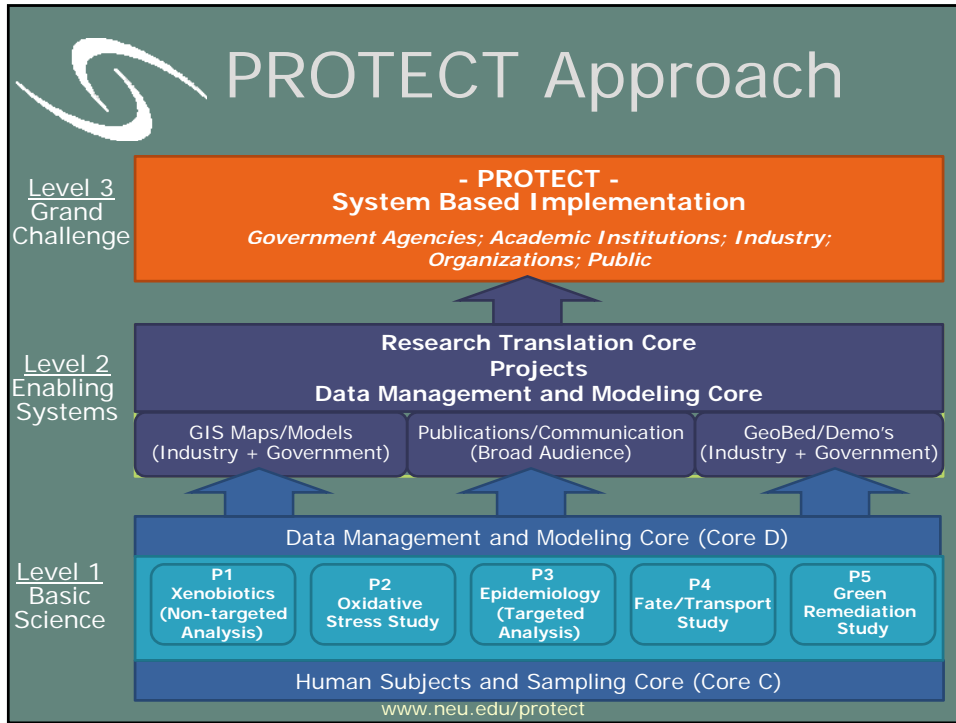 PROTECT Approach
Level 3
Grand
Challenge
- PROTECT -
System Based Implementation
Government Agencies; Academic Institutions; Industry;
Organizations; Public
Level 2
Enabling
Systems
Research Translation Core
Projects
Data Management and Modeling Core
GIS Maps/Models
(Industry + Government)
Publications/Communication
(Broad Audience)
GeoBed/Demo's
(Industry + Government)
Level 1
Basic
Science
Data Management and Modeling Core (Core D)
P1
Xenobiotics
(Non-targeted
Analysis)
P2
Oxidative
Stress Study
P3
Epidemiology
(Targeted
Analysis)
P4
Fate/Transport
Study
P5
Green
Remediation
Study
Human Subjects and Sampling Core (Core C)
www.neu.edu/protect